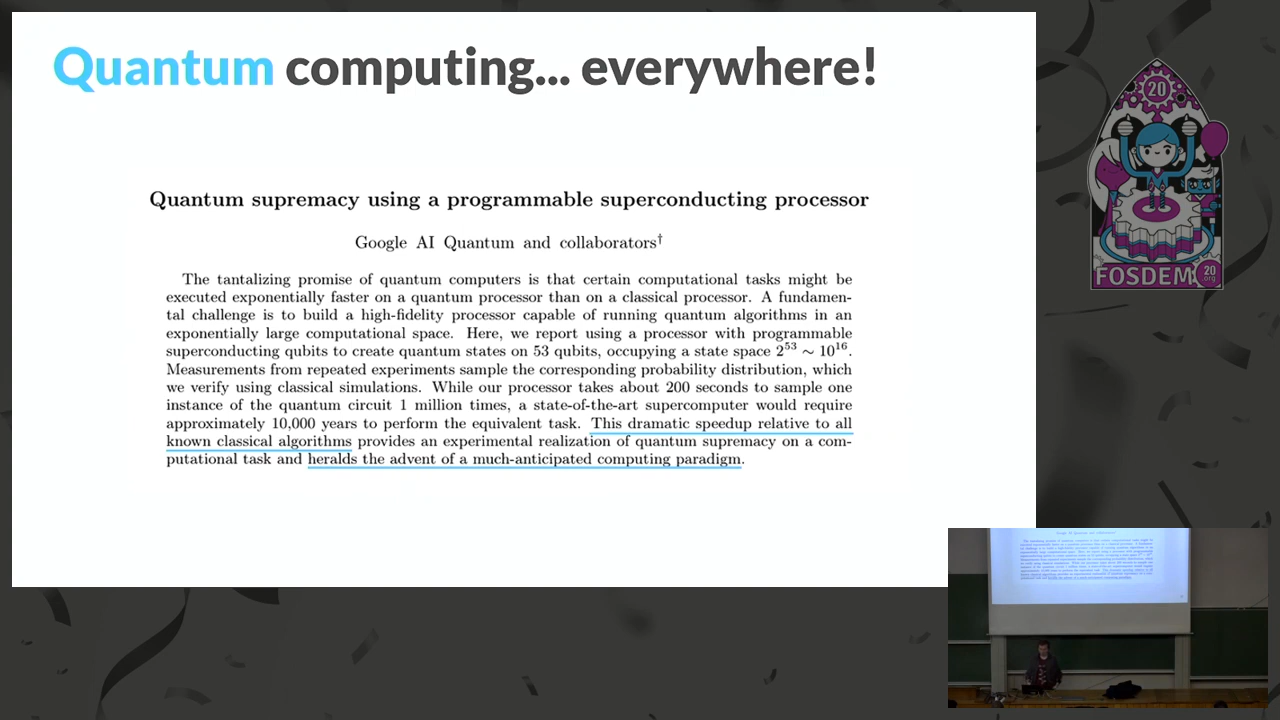 Quantum computing... everywhere!
Quantum supremacy using a programmable superconducting processor
Google AI Quantum and collaborators†
The tantalizing promise of quantum computers is that certain computational tasks might be
executed exponentially faster on a quantum processor than on a classical processor. A fundamen-
tal challenge is to build a high-fidelity processor capable of running quantum algorithms in an
exponentially large computational space. Here, we report using a processor with programmable
superconducting qubits to create quantum states on 53 qubits, occupying a state space 2⁵³ ∼ 10¹⁶.
Measurements from repeated experiments sample the corresponding probability distribution, which
we verify using classical simulations. While our processor takes about 200 seconds to sample one
instance of the quantum circuit 1 million times, a state-of-the-art supercomputer would require
approximately 10,000 years to perform the equivalent task. This dramatic speedup relative to all
known classical algorithms provides an experimental realization of quantum supremacy on a com-
putational task and heralds the advent of a much-anticipated computing paradigm.
20
FOSDEM 20
.org